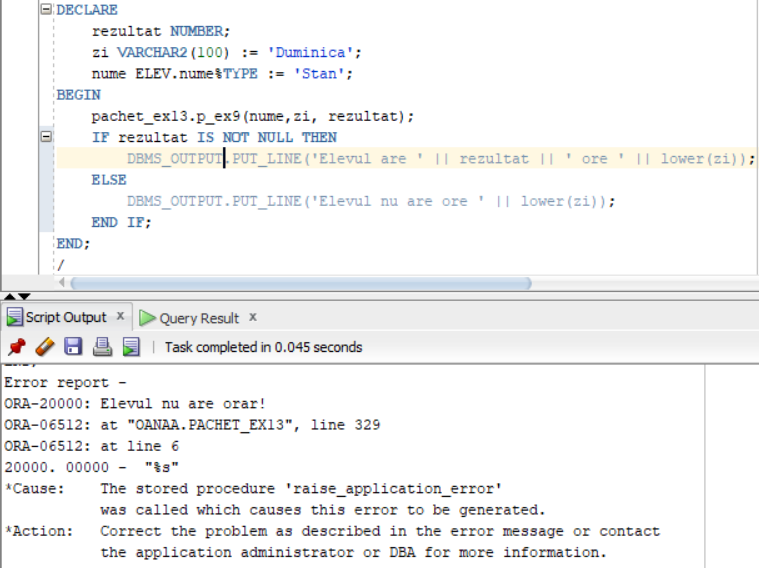 DECLARE
rezultat NUMBER;
zi VARCHAR2(100) := 'Duminica';
nume ELEV.nume%TYPE := 'Stan';
BEGIN
pachet_ex13.p_ex9(nume,zi, rezultat);
IF rezultat IS NOT NULL THEN
DBMS_OUTPUT.PUT_LINE('Elevul are ' || rezultat || ' ore ' || lower(zi));
ELSE
DBMS_OUTPUT.PUT_LINE('Elevul nu are ore ' || lower(zi));
END IF;
END;
/
Script Output x Query Result x
Task completed in 0.045 seconds
Error report -
ORA-20000: Elevul nu are orar!
ORA-06512: at "OANAA.PACHET_EX13", line 329
ORA-06512: at line 6
20000. 00000 -  "%s"
*Cause:    The stored procedure 'raise_application_error'
was called which causes this error to be generated.
*Action:   Correct the problem as described in the error message or contact
the application administrator or DBA for more information.